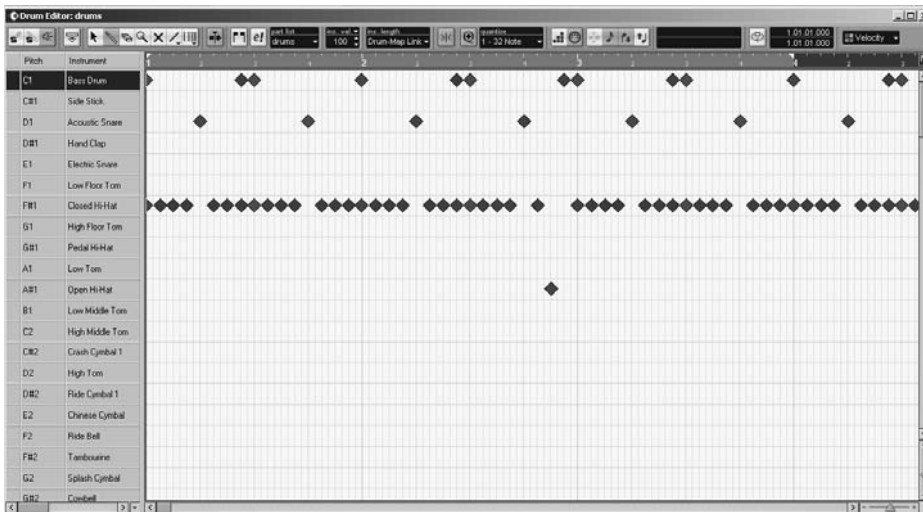 Drum Editor: drums
part list
drums
ins. vel.
100
ins. length
Drum-Map Link
quantize
1 - 32 Note
1.01.01.000
1.01.01.000
Velocity
Pitch Instrument
1 2 3 4
C1 Bass Drum
C#1 Side Stick
D1 Acoustic Snare
D#1 Hand Clap
E1 Electric Snare
F1 Low Floor Tom
F#1 Closed Hi-Hat
G1 High Floor Tom
G#1 Pedal Hi-Hat
A1 Low Tom
A#1 Open Hi-Hat
B1 Low Middle Tom
C2 High Middle Tom
C#2 Crash Cymbal 1
D2 High Tom
D#2 Ride Cymbal 1
E2 Chinese Cymbal
F2 Ride Bell
F#2 Tambourine
G2 Splash Cymbal
G#2 Cowbell